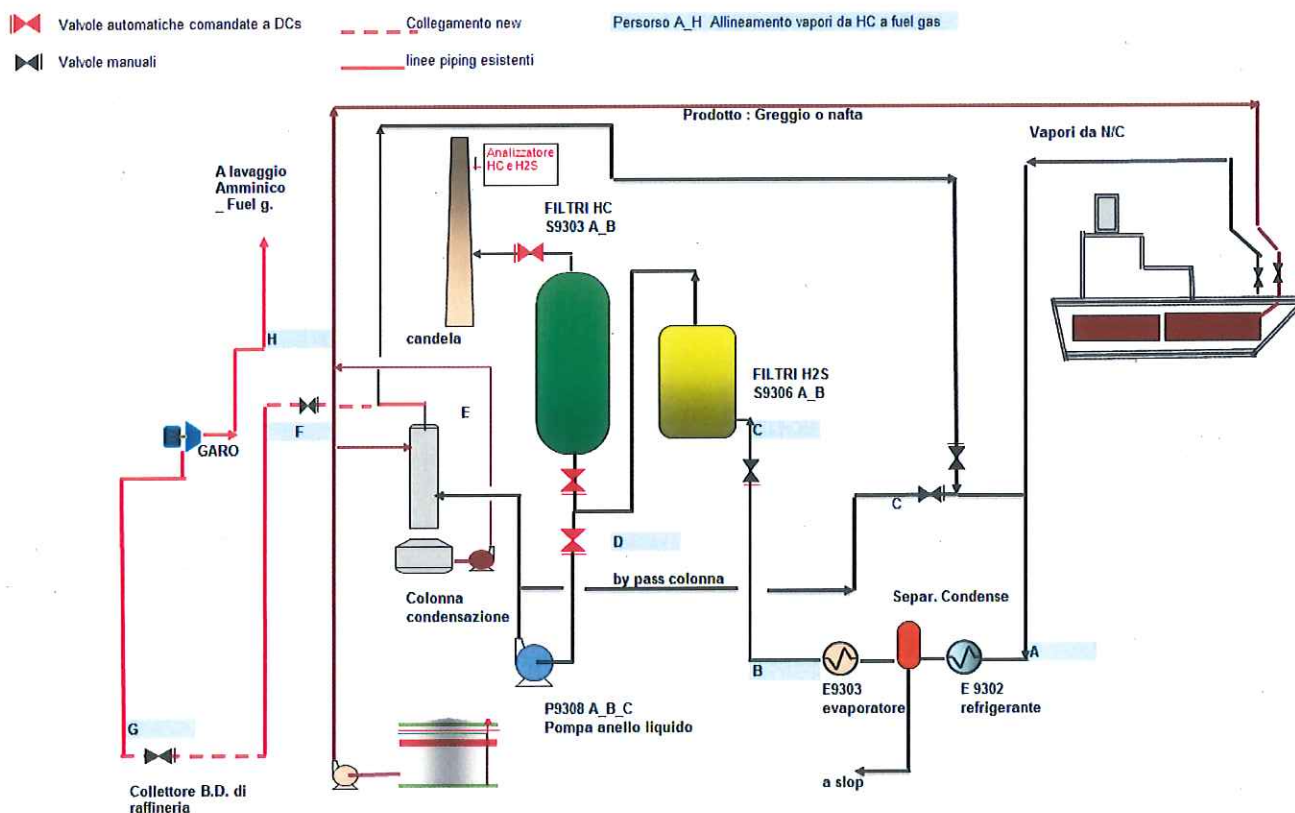 Valvole automatiche comandate a DCs
Collegamento new
Persorso A_H Allineamento vapori da HC a fuel gas
Valvole manuali
linee piping esistenti
Prodotto : Greggio o nafta
Vapori da N/C
Analizzatore
HC e H2S
A lavaggio
Amminico
_ Fuel g.
FILTRI HC
S9303 A_B
candela
H
FILTRI H2S
S9306 A_B
E
F
C
GARO
C
D
by pass colonna
Colonna
condensazione
Separ. Condense
A
B
E9303
evaporatore
E 9302
refrigerante
P9308 A_B_C
Pompa anello liquido
G
a slop
Collettore B.D. di
raffineria